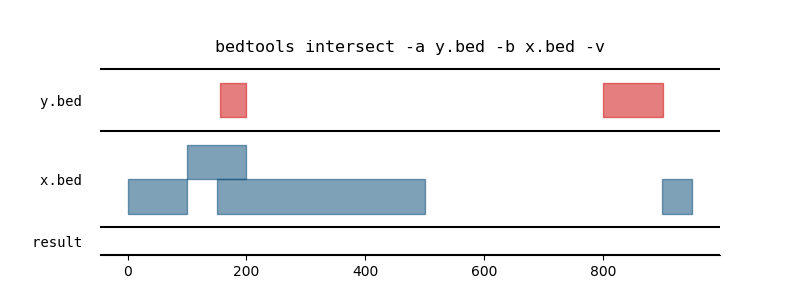 bedtools intersect -a y.bed -b x.bed -v
y.bed
x.bed
result
0 200 400 600 800